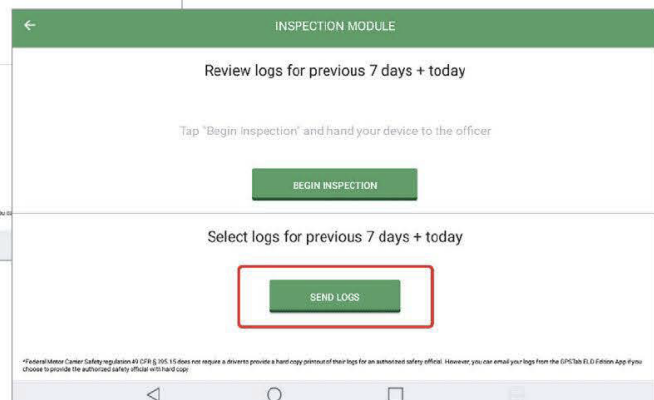 INSPECTION MODULE
Review logs for previous 7 days + today
Tap "Begin Inspection" and hand your device to the officer
BEGIN INSPECTION
Select logs for previous 7 days + today
SEND LOGS
*Federal Motor Carrier Safety regulation 49 CFR § 395.15 does not require a driver to provide a hard copy printout of their logs for an authorized safety official. However, you can email your logs from the GPSTab ELD Edition App if you
choose to provide the authorized safety official with hard copy